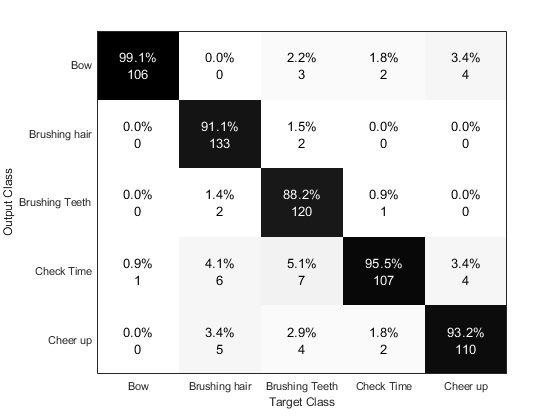 99.1% 0.0% 2.2% 1.8% 3.4%
Bow
106 0 3 2 4
0.0% 91.1% 1.5% 0.0% 0.0%
Brushing hair
0 133 2 0 0
0.0% 1.4% 88.2% 0.9% 0.0%
Brushing Teeth
0 2 120 1 0
Output Class
0.9% 4.1% 5.1% 95.5% 3.4%
Check Time
1 6 7 107 4
0.0% 3.4% 2.9% 1.8% 93.2%
Cheer up
0 5 4 2 110
Bow Brushing hair Brushing Teeth Check Time Cheer up
Target Class